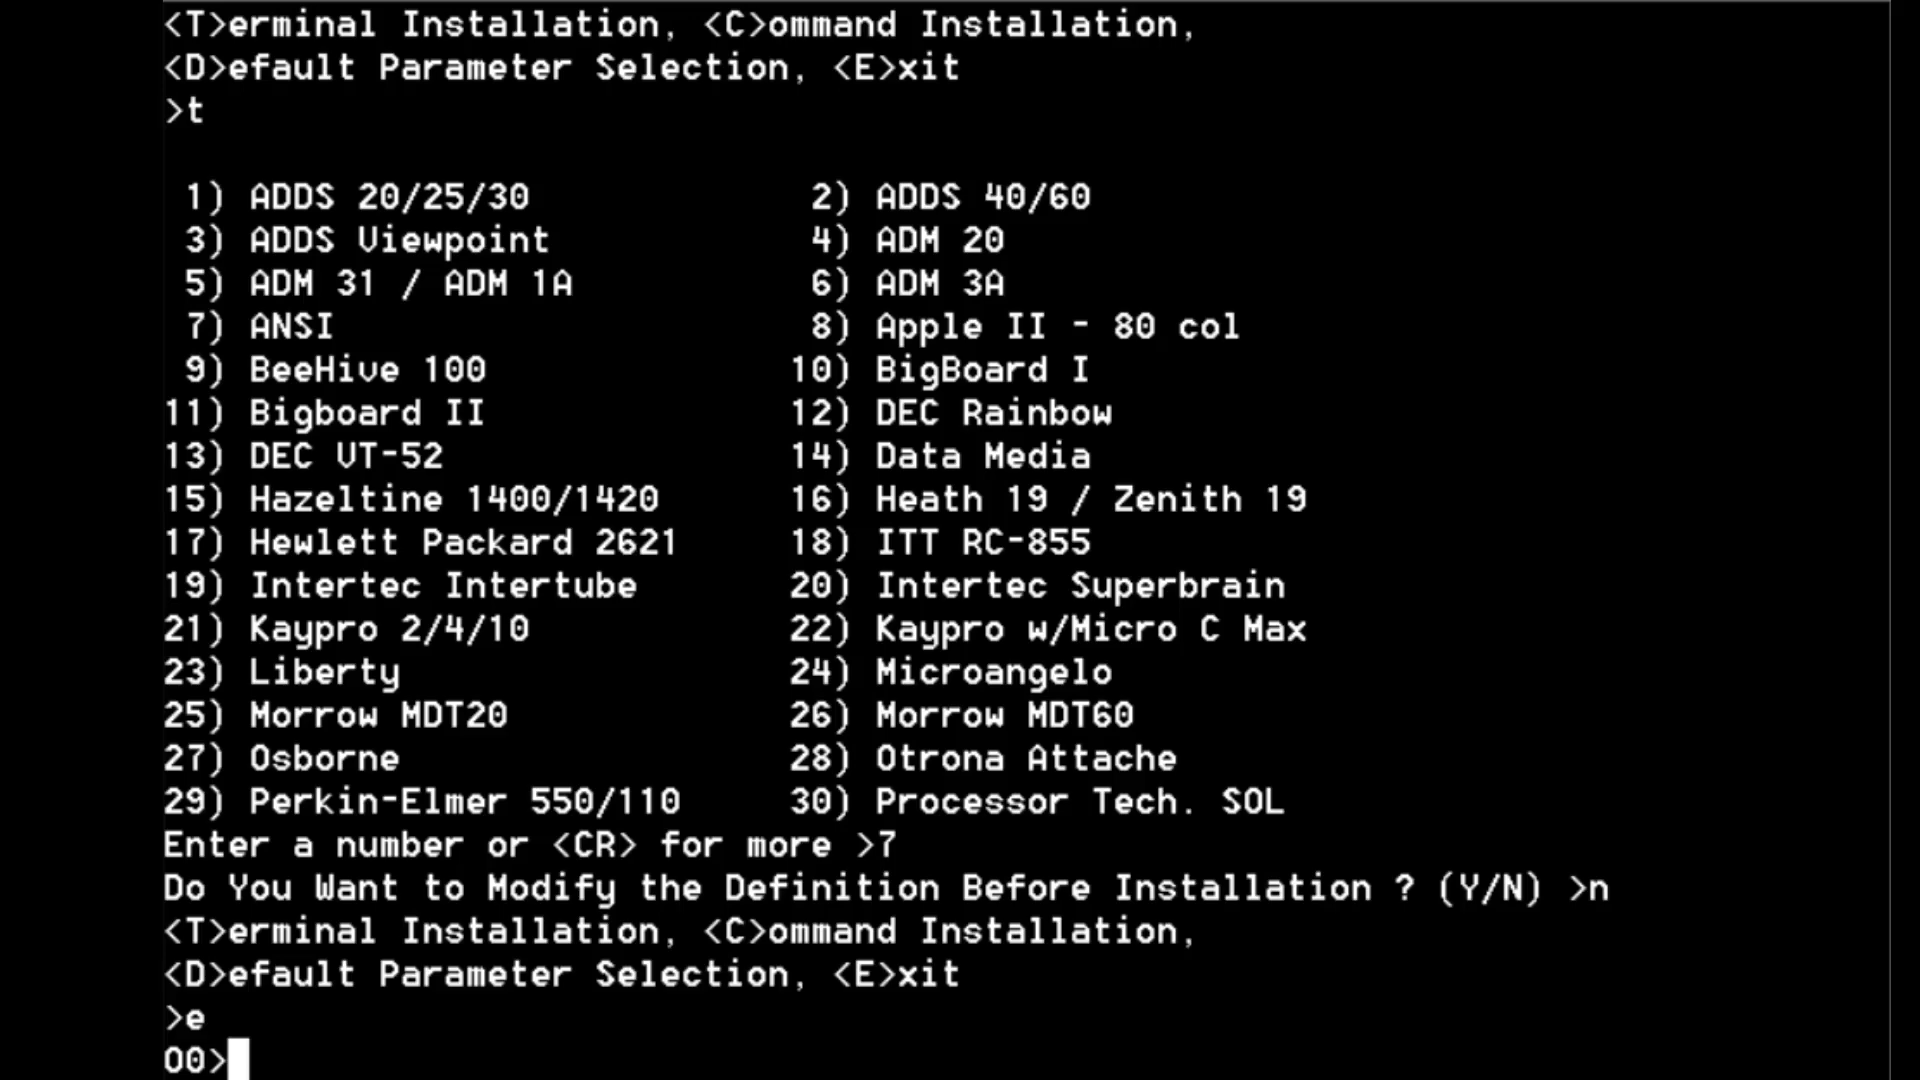 <T>erminal Installation, <C>ommand Installation,
<D>efault Parameter Selection, <E>xit
>t
1) ADDS 20/25/30 2) ADDS 40/60
3) ADDS Viewpoint 4) ADM 20
5) ADM 31 / ADM 1A 6) ADM 3A
7) ANSI 8) Apple II - 80 col
9) BeeHive 100 10) BigBoard I
11) Bigboard II 12) DEC Rainbow
13) DEC VT-52 14) Data Media
15) Hazeltine 1400/1420 16) Heath 19 / Zenith 19
17) Hewlett Packard 2621 18) ITT RC-855
19) Intertec Intertube 20) Intertec Superbrain
21) Kaypro 2/4/10 22) Kaypro w/Micro C Max
23) Liberty 24) Microangelo
25) Morrow MDT20 26) Morrow MDT60
27) Osborne 28) Otrona Attache
29) Perkin-Elmer 550/110 30) Processor Tech. SOL
Enter a number or <CR> for more >7
Do You Want to Modify the Definition Before Installation ? (Y/N) >n
<T>erminal Installation, <C>ommand Installation,
<D>efault Parameter Selection, <E>xit
>e
O0>